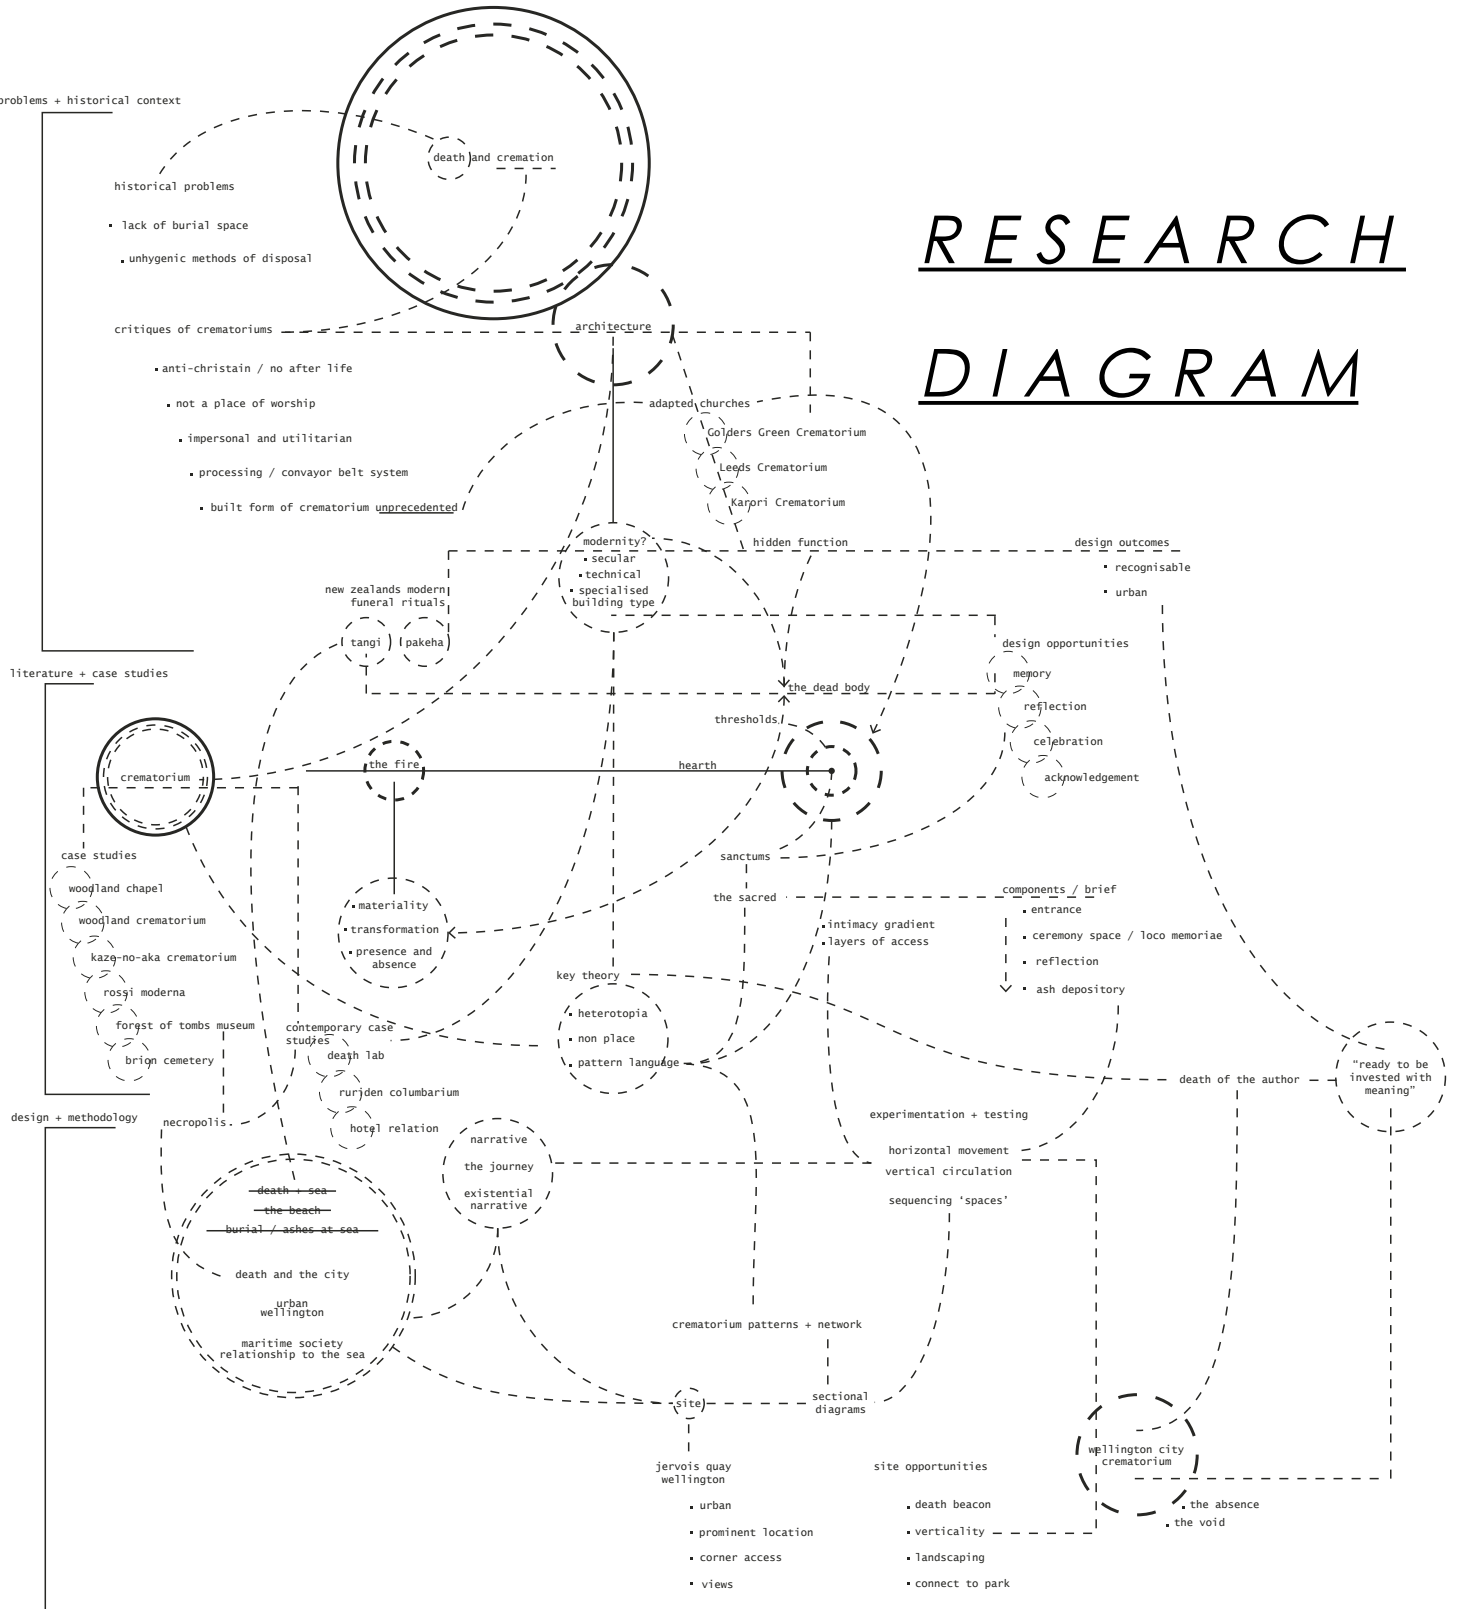 problems + historical context
death and cremation
historical problems
lack of burial space
unhygenic methods of disposal
RESEARCH
DIAGRAM
critiques of crematoriums
architecture
anti-christain / no after life
not a place of worship
impersonal and utilitarian
processing / convayor belt system
built form of crematorium unprecedented
adapted churches
Golders Green Crematorium
Leeds Crematorium
Karori Crematorium
modernity?
secular
technical
specialised
building type
hidden function
design outcomes
recognisable
urban
new zealands modern
funeral rituals
tangi
pakeha
design opportunities
memory
reflection
celebration
acknowledgement
literature + case studies
the dead body
thresholds
crematorium
the fire
hearth
case studies
woodland chapel
woodland crematorium
kaze-no-aka crematorium
rossi moderna
forest of tombs museum
brion cemetery
sanctums
the sacred
materiality
transformation
presence and
absence
intimacy gradient
layers of access
components / brief
entrance
ceremony space / loco memoriae
reflection
ash depository
key theory
heterotopia
non place
pattern language
contemporary case
studies
death lab
rurjden columbarium
hotel relation
death of the author
“ready to be
invested with
meaning”
design + methodology
necropolis
narrative
the journey
existential
narrative
experimentation + testing
horizontal movement
vertical circulation
sequencing ‘spaces’
death + sea
the beach
burial / ashes at sea
death and the city
urban
wellington
maritime society
relationship to the sea
crematorium patterns + network
site
sectional
diagrams
wellington city
crematorium
the absence
the void
jervois quay
wellington
urban
prominent location
corner access
views
site opportunities
death beacon
verticality
landscaping
connect to park